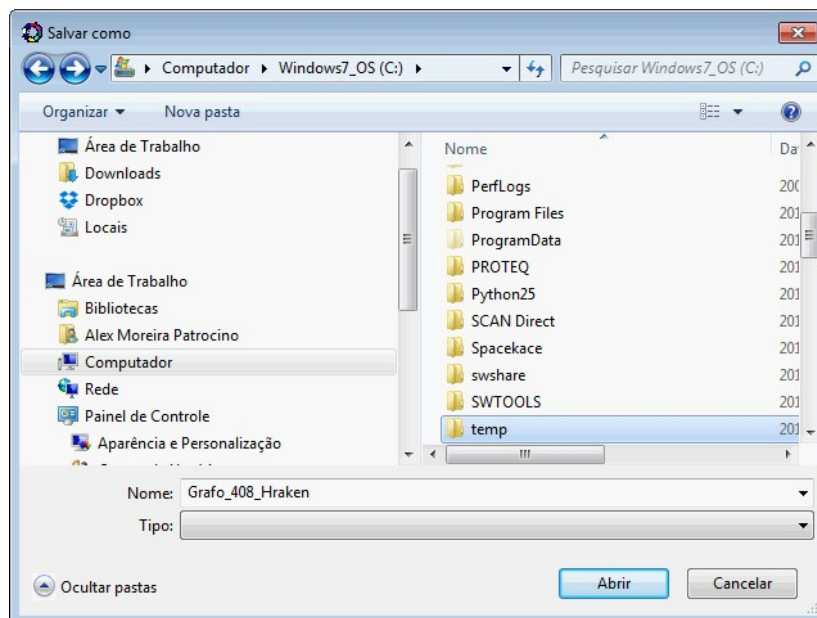 Salvar como
Computador Windows7_OS (C:) Pesquisar Windows7_OS (C:)
Organizar Nova pasta
Área de Trabalho
Downloads
Dropbox
Locais
Área de Trabalho
Bibliotecas
Alex Moreira Patrocino
Computador
Rede
Painel de Controle
Aparência e Personalização
Nome
PerfLogs
Program Files
ProgramData
PROTEQ
Python25
SCAN Direct
Spacekace
swshare
SWTOOLS
temp
Nome: Grafo_408_Hraken
Tipo:
Ocultar pastas Abrir Cancelar